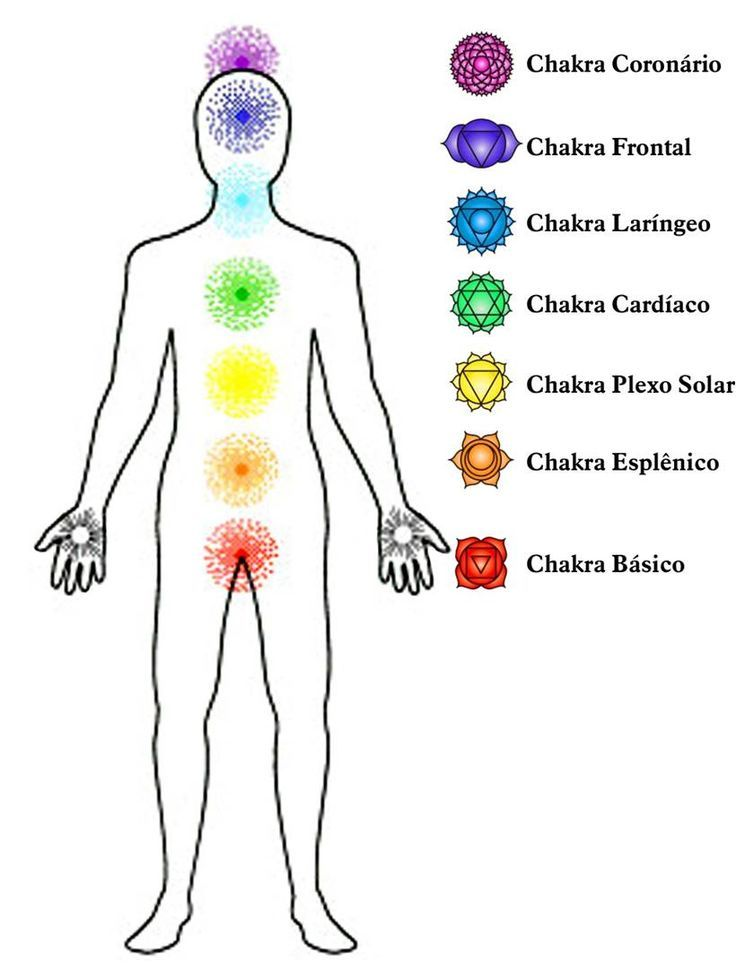 Chakra Coronário
Chakra Frontal
Chakra Laríngeo
Chakra Cardíaco
Chakra Plexo Solar
Chakra Esplênico
Chakra Básico